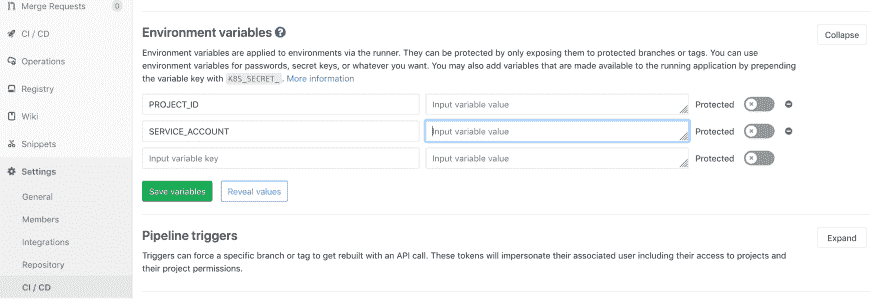 Merge Requests 0
CI / CD
Operations
Registry
Wiki
Snippets
Settings
General
Members
Integrations
Repository
CI / CD
Environment variables ?
Collapse
Environment variables are applied to environments via the runner. They can be protected by only exposing them to protected branches or tags. You can use
environment variables for passwords, secret keys, or whatever you want. You may also add variables that are made available to the running application by prepending
the variable key with K8S_SECRET_. More information
PROJECT_ID Input variable value Protected
SERVICE_ACCOUNT Input variable value Protected
Input variable key Input variable value Protected
Save variables Reveal values
Pipeline triggers
Expand
Triggers can force a specific branch or tag to get rebuilt with an API call. These tokens will impersonate their associated user including their access to projects and
their project permissions.